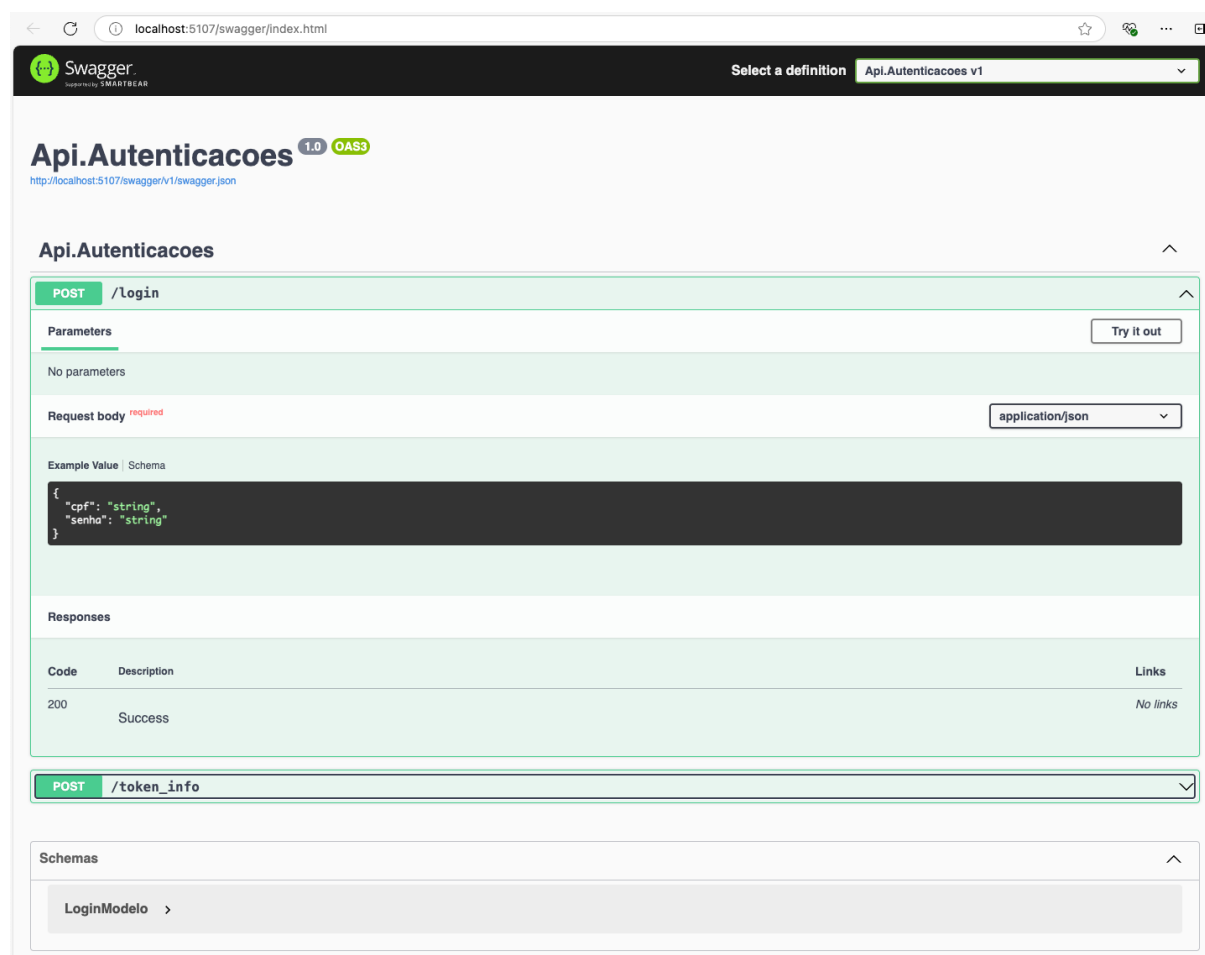 localhost:5107/swagger/index.html
Swagger.
Supported by SMARTBEAR
Select a definition
Api.Autenticacoes v1
Api.Autenticacoes 1.0 OAS3
http://localhost:5107/swagger/v1/swagger.json
Api.Autenticacoes
POST /login
Parameters
Try it out
No parameters
Request body required
application/json
Example Value | Schema
{
"cpf": "string",
"senha": "string"
}
Responses
Code Description Links
200 Success No links
POST /token_info
Schemas
LoginModelo